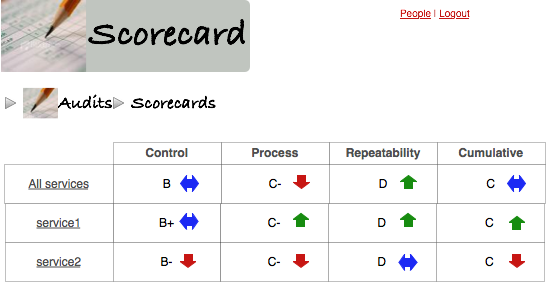 Scorecard
People | Logout
Audits Scorecards
Control Process Repeatability Cumulative
All services B C- D C
service1 B+ C- D C
service2 B- C- D C